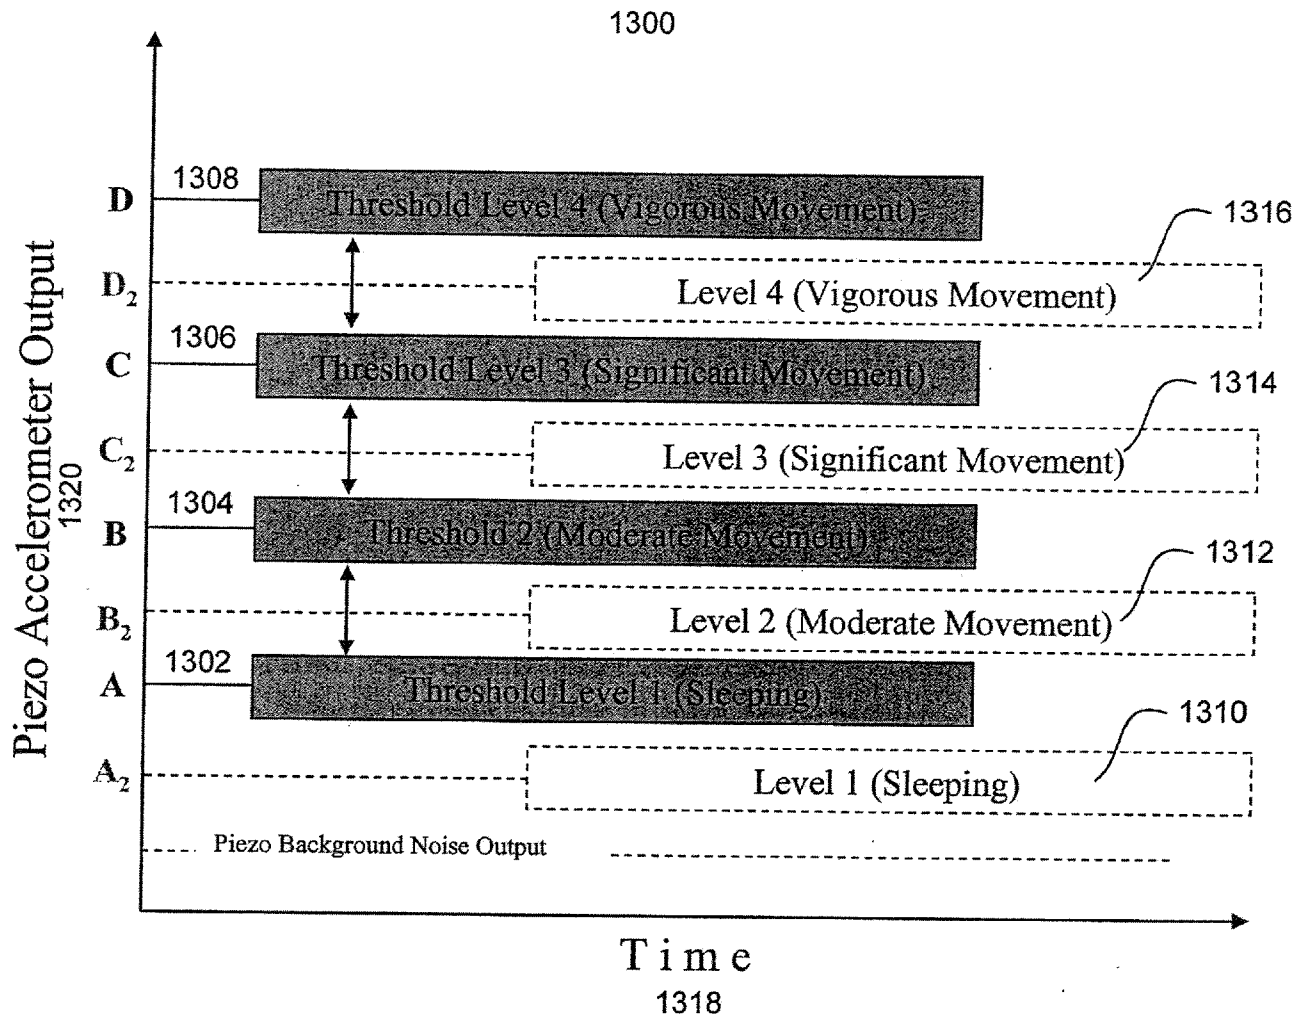 1300
1308
D
Threshold Level 4 (Vigorous Movement)
1316
D2
Level 4 (Vigorous Movement)
1306
C
Threshold Level 3 (Significant Movement)
1314
C2
Level 3 (Significant Movement)
1304
B
Threshold 2 (Moderate Movement)
1312
B2
Level 2 (Moderate Movement)
1302
A
Threshold Level 1 (Sleeping)
1310
A2
Level 1 (Sleeping)
Piezo Background Noise Output
Piezo Accelerometer Output
1320
Time
1318